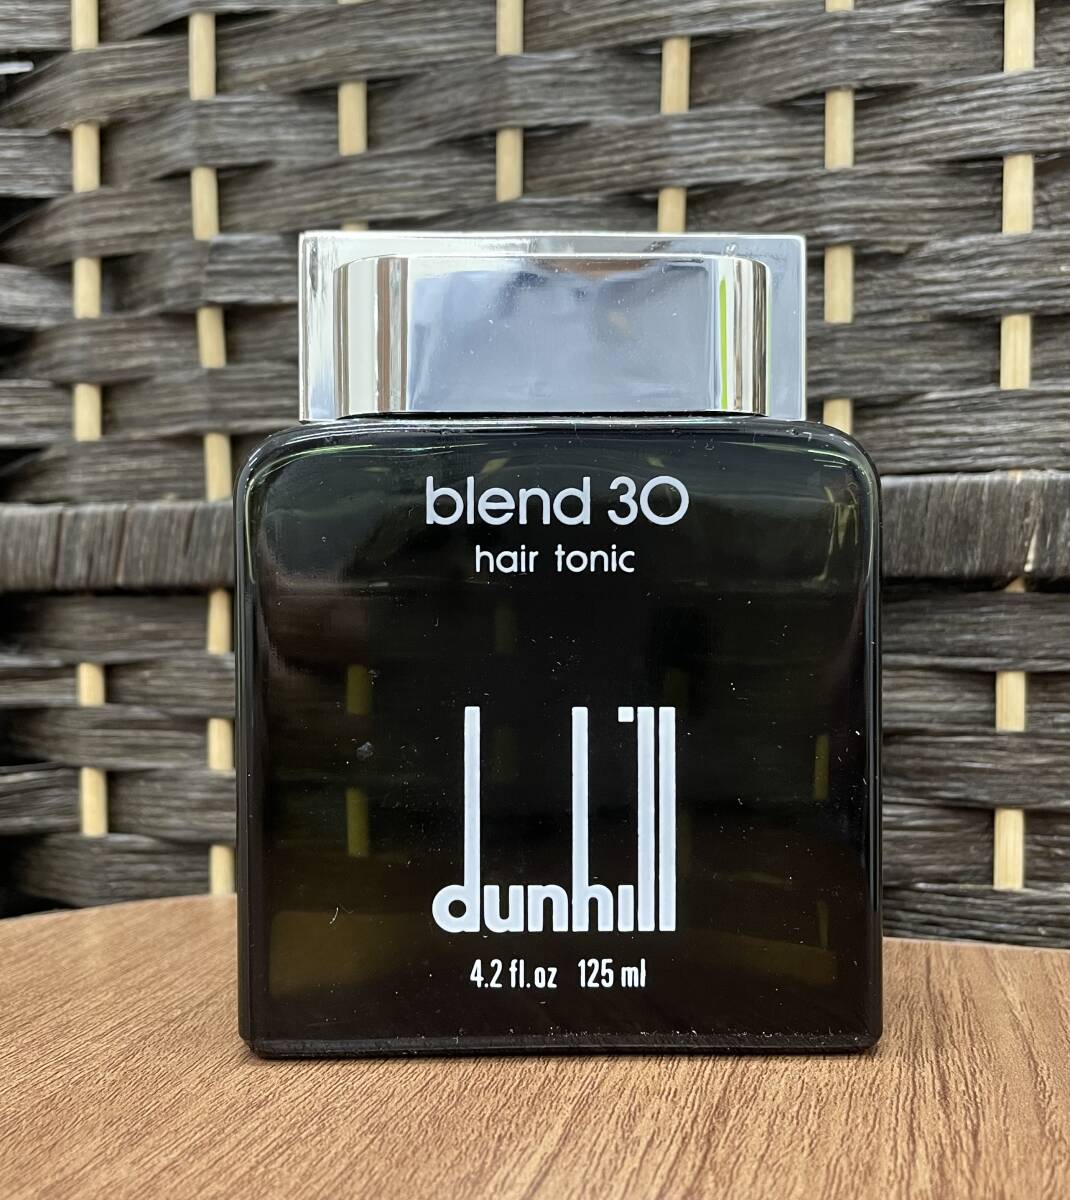 blend 30
hair tonic
dunhill
4.2 fl.oz 125 ml